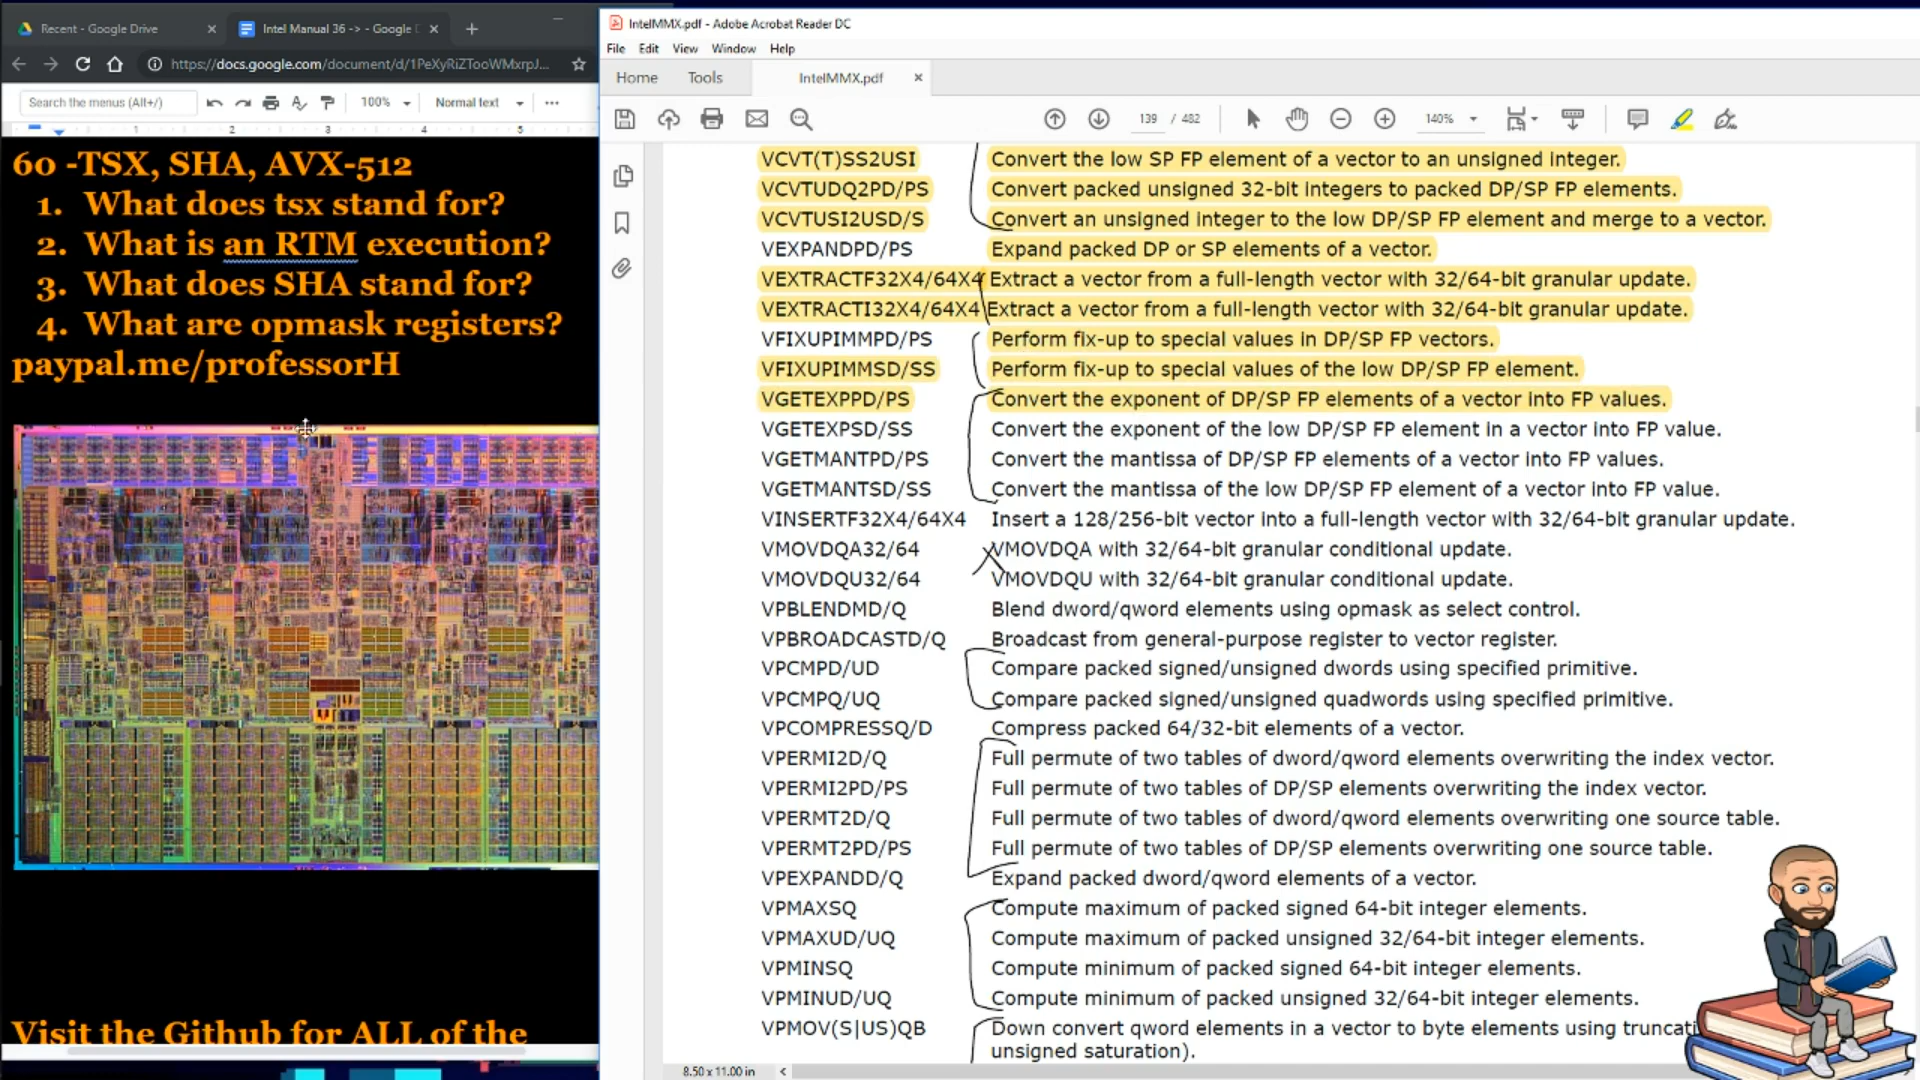 Recent - Google Drive
Intel Manual 36 -> - Google D
https://docs.google.com/document/d/1PeXyRiZTooWMxrpJ...
Search the menus (Alt+/)
100%
Normal text
1 2 3 4 5
60 -TSX, SHA, AVX-512
1. What does tsx stand for?
2. What is an RTM execution?
3. What does SHA stand for?
4. What are opmask registers?
paypal.me/professorH
Visit the Github for ALL of the
IntelMMX.pdf - Adobe Acrobat Reader DC
File Edit View Window Help
Home Tools IntelMMX.pdf
139 / 482
140%
VCVT(T)SS2USI Convert the low SP FP element of a vector to an unsigned integer.
VCVTUDQ2PD/PS Convert packed unsigned 32-bit integers to packed DP/SP FP elements.
VCVTUSI2USD/S Convert an unsigned integer to the low DP/SP FP element and merge to a vector.
VEXPANDPD/PS Expand packed DP or SP elements of a vector.
VEXTRACTF32X4/64X4 Extract a vector from a full-length vector with 32/64-bit granular update.
VEXTRACTI32X4/64X4 Extract a vector from a full-length vector with 32/64-bit granular update.
VFIXUPIMMPD/PS Perform fix-up to special values in DP/SP FP vectors.
VFIXUPIMMSD/SS Perform fix-up to special values of the low DP/SP FP element.
VGETEXPPD/PS Convert the exponent of DP/SP FP elements of a vector into FP values.
VGETEXPSD/SS Convert the exponent of the low DP/SP FP element in a vector into FP value.
VGETMANTPD/PS Convert the mantissa of DP/SP FP elements of a vector into FP values.
VGETMANTSD/SS Convert the mantissa of the low DP/SP FP element of a vector into FP value.
VINSERTF32X4/64X4 Insert a 128/256-bit vector into a full-length vector with 32/64-bit granular update.
VMOVDQA32/64 VMOVDQA with 32/64-bit granular conditional update.
VMOVDQU32/64 VMOVDQU with 32/64-bit granular conditional update.
VPBLENDMD/Q Blend dword/qword elements using opmask as select control.
VPBROADCASTD/Q Broadcast from general-purpose register to vector register.
VPCMPD/UD Compare packed signed/unsigned dwords using specified primitive.
VPCMPQ/UQ Compare packed signed/unsigned quadwords using specified primitive.
VPCOMPRESSQ/D Compress packed 64/32-bit elements of a vector.
VPERMI2D/Q Full permute of two tables of dword/qword elements overwriting the index vector.
VPERMI2PD/PS Full permute of two tables of DP/SP elements overwriting the index vector.
VPERMT2D/Q Full permute of two tables of dword/qword elements overwriting one source table.
VPERMT2PD/PS Full permute of two tables of DP/SP elements overwriting one source table.
VPEXPANDD/Q Expand packed dword/qword elements of a vector.
VPMAXSQ Compute maximum of packed signed 64-bit integer elements.
VPMAXUD/UQ Compute maximum of packed unsigned 32/64-bit integer elements.
VPMINSQ Compute minimum of packed signed 64-bit integer elements.
VPMINUD/UQ Compute minimum of packed unsigned 32/64-bit integer elements.
VPMOV(S|US)QB Down convert qword elements in a vector to byte elements using truncati
unsigned saturation).
8.50 x 11.00 in